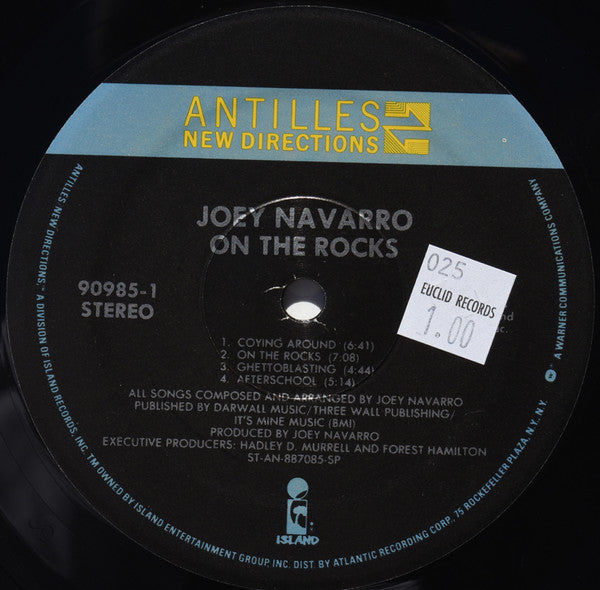 ANTILLES
NEW DIRECTIONS
JOEY NAVARRO
ON THE ROCKS
90985-1
STEREO
025
EUCLID RECORDS
1.00
nd
c.
1. COYING AROUND (6:41)
2. ON THE ROCKS (7:08)
3. GHETTOBLASTING (4:44)
4. AFTERSCHOOL (5:14)
ALL SONGS COMPOSED AND ARRANGED BY JOEY NAVARRO
PUBLISHED BY DARWALL MUSIC/THREE WALL PUBLISHING/
IT'S MINE MUSIC (BMI)
PRODUCED BY JOEY NAVARRO
EXECUTIVE PRODUCERS: HADLEY D. MURRELL AND FOREST HAMILTON
ST-AN-887085-SP
ISLAND
ANTILLES NEW DIRECTIONS - A DIVISION OF ISLAND RECORDS, INC. TM OWNED BY ISLAND ENTERTAINMENT GROUP, INC. DIST. BY ATLANTIC RECORDING CORP., 75 ROCKEFELLER PLAZA, N.Y., N.Y. A WARNER COMMUNICATIONS COMPANY